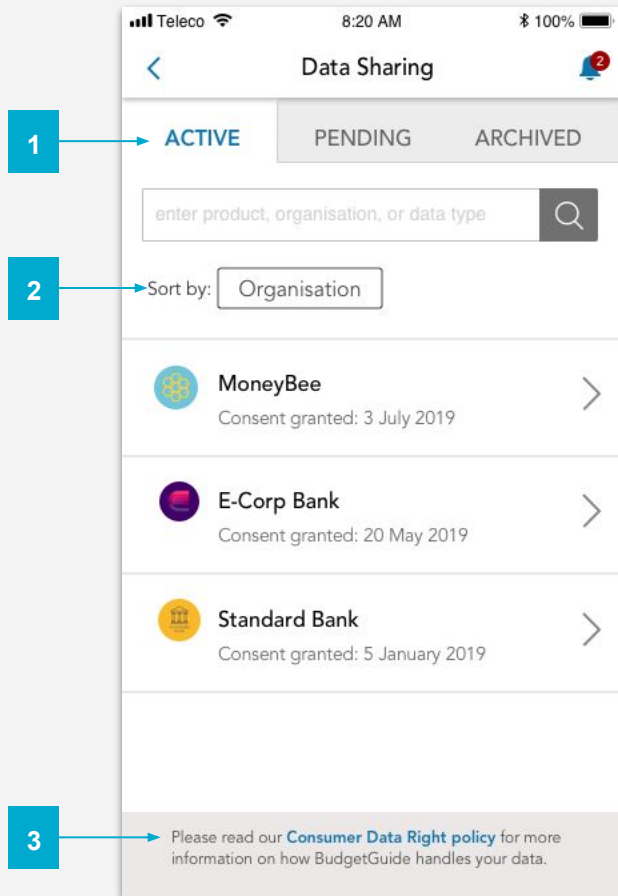 Teleco 8:20 AM 100%
Data Sharing 2
1 ACTIVE PENDING ARCHIVED
enter product, organisation, or data type
2 Sort by: Organisation
MoneyBee
Consent granted: 3 July 2019
E-Corp Bank
Consent granted: 20 May 2019
Standard Bank
Consent granted: 5 January 2019
3 Please read our Consumer Data Right policy for more
information on how BudgetGuide handles your data.